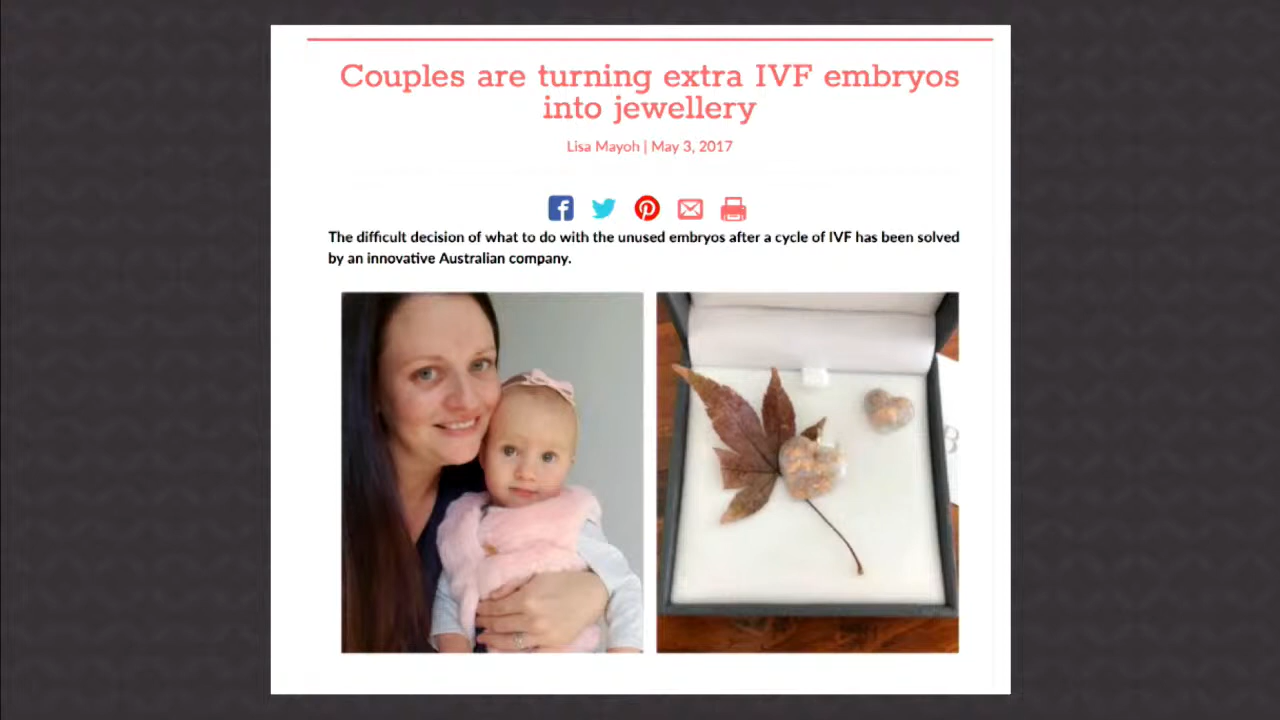 Couples are turning extra IVF embryos
into jewellery
Lisa Mayoh | May 3, 2017
The difficult decision of what to do with the unused embryos after a cycle of IVF has been solved
by an innovative Australian company.